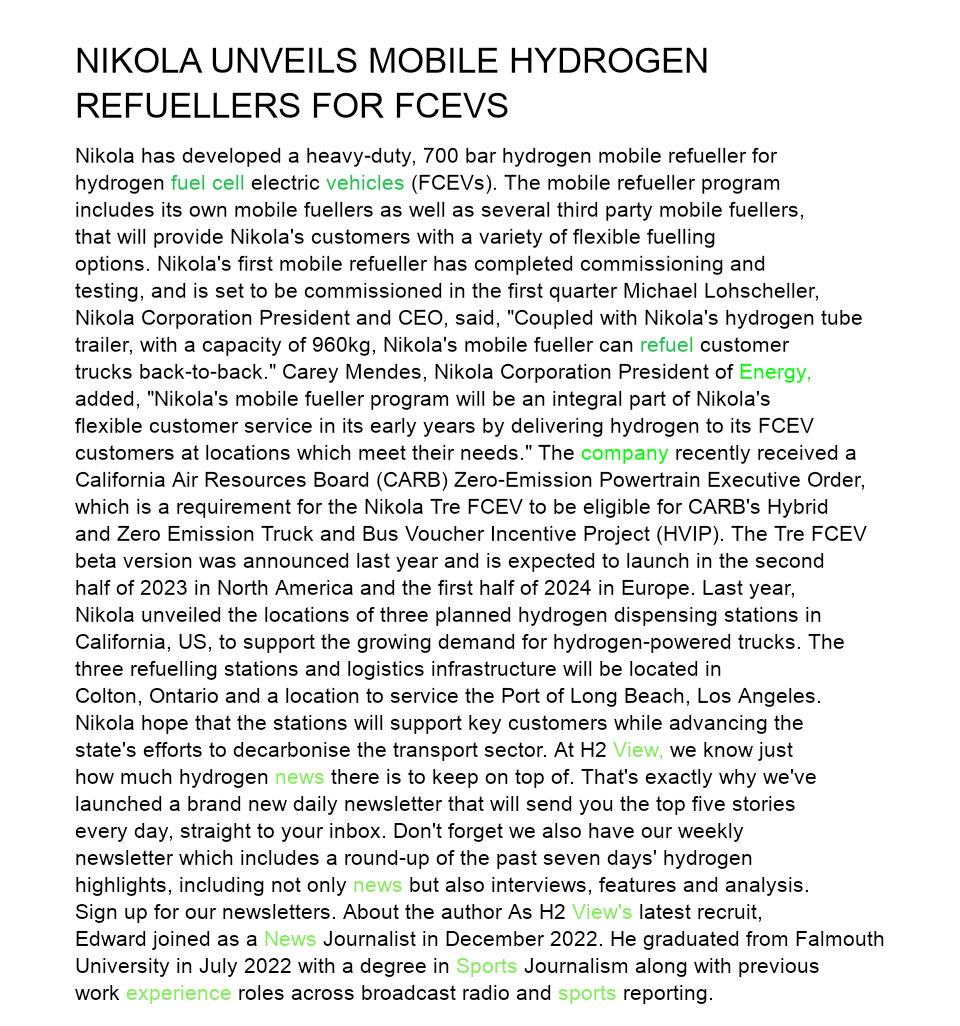 NIKOLA UNVEILS MOBILE HYDROGEN
REFUELLERS FOR FCEVS
Nikola has developed a heavy-duty, 700 bar hydrogen mobile refueller for
hydrogen fuel cell electric vehicles (FCEVs). The mobile refueller program
includes its own mobile fuellers as well as several third party mobile fuellers,
that will provide Nikola's customers with a variety of flexible fuelling
options. Nikola's first mobile refueller has completed commissioning and
testing, and is set to be commissioned in the first quarter Michael Lohscheller,
Nikola Corporation President and CEO, said, "Coupled with Nikola's hydrogen tube
trailer, with a capacity of 960kg, Nikola's mobile fueller can refuel customer
trucks back-to-back." Carey Mendes, Nikola Corporation President of Energy,
added, "Nikola's mobile fueller program will be an integral part of Nikola's
flexible customer service in its early years by delivering hydrogen to its FCEV
customers at locations which meet their needs." The company recently received a
California Air Resources Board (CARB) Zero-Emission Powertrain Executive Order,
which is a requirement for the Nikola Tre FCEV to be eligible for CARB's Hybrid
and Zero Emission Truck and Bus Voucher Incentive Project (HVIP). The Tre FCEV
beta version was announced last year and is expected to launch in the second
half of 2023 in North America and the first half of 2024 in Europe. Last year,
Nikola unveiled the locations of three planned hydrogen dispensing stations in
California, US, to support the growing demand for hydrogen-powered trucks. The
three refuelling stations and logistics infrastructure will be located in
Colton, Ontario and a location to service the Port of Long Beach, Los Angeles.
Nikola hope that the stations will support key customers while advancing the
state's efforts to decarbonise the transport sector. At H2 View, we know just
how much hydrogen news there is to keep on top of. That's exactly why we've
launched a brand new daily newsletter that will send you the top five stories
every day, straight to your inbox. Don't forget we also have our weekly
newsletter which includes a round-up of the past seven days' hydrogen
highlights, including not only news but also interviews, features and analysis.
Sign up for our newsletters. About the author As H2 View's latest recruit,
Edward joined as a News Journalist in December 2022. He graduated from Falmouth
University in July 2022 with a degree in Sports Journalism along with previous
work experience roles across broadcast radio and sports reporting.